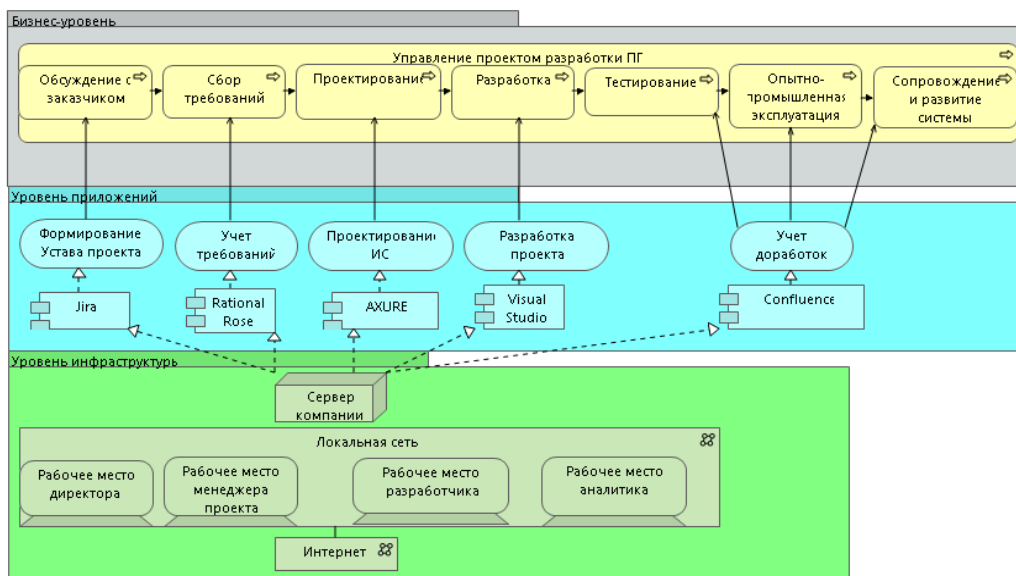 Бизнес-уровень
Управление проектом разработки ПГ
Обсуждение с
заказчиком
Сбор
требований
Проектирование
Разработка
Тестирование
Опытно-
промышленная
эксплуатация
Сопровождение
и развитие
системы
Уровень приложений
Формирование
Устава проекта
Учет
требований
Проектирование
ИС
Разработка
проекта
Учет
доработок
Jira
Rational
Rose
AXURE
Visual
Studio
Confluence
Уровень инфраструктуры
Сервер
компании
Локальная сеть
Рабочее место
директора
Рабочее место
менеджера
проекта
Рабочее место
разработчика
Рабочее место
аналитика
Интернет